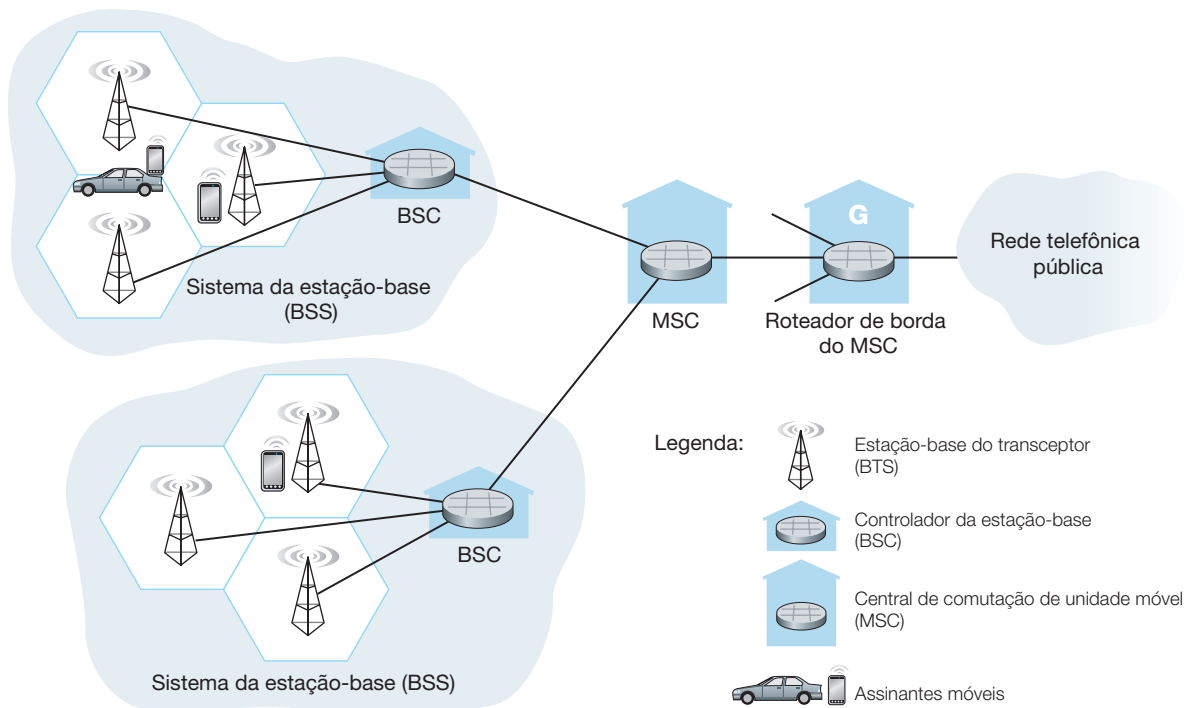 BSC
Sistema da estação-base
(BSS)
MSC
G
Roteador de borda
do MSC
Rede telefônica
pública
BSC
Sistema da estação-base (BSS)
Legenda:
Estação-base do transceptor
(BTS)
Controlador da estação-base
(BSC)
Central de comutação de unidade móvel
(MSC)
Assinantes móveis